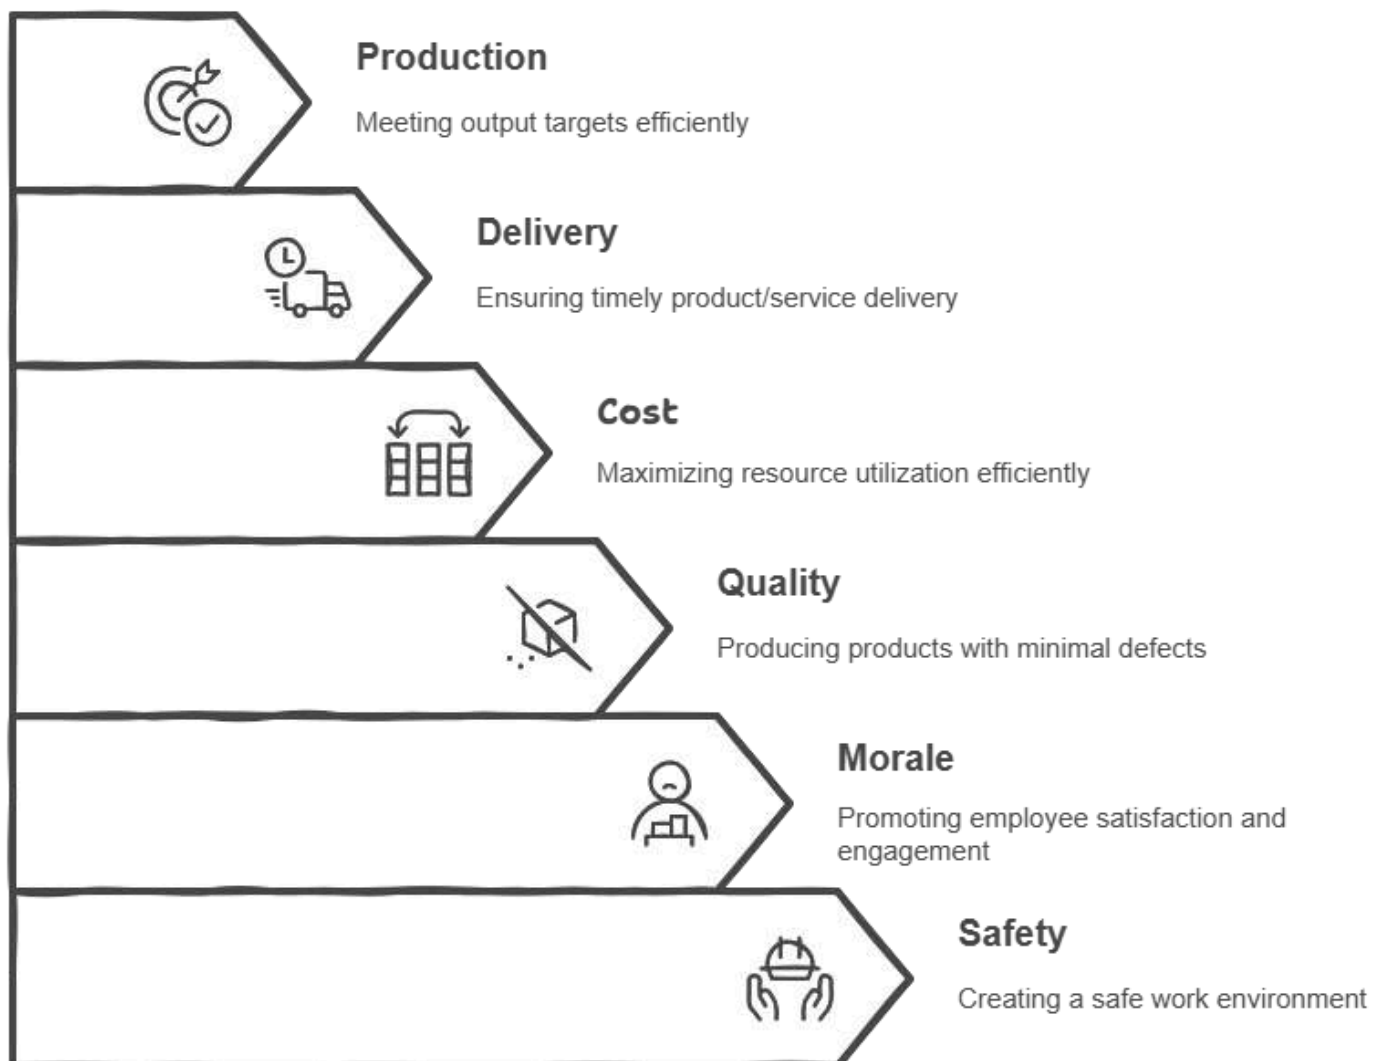 Production
Meeting output targets efficiently
Delivery
Ensuring timely product/service delivery
Cost
Maximizing resource utilization efficiently
Quality
Producing products with minimal defects
Morale
Promoting employee satisfaction and
engagement
Safety
Creating a safe work environment